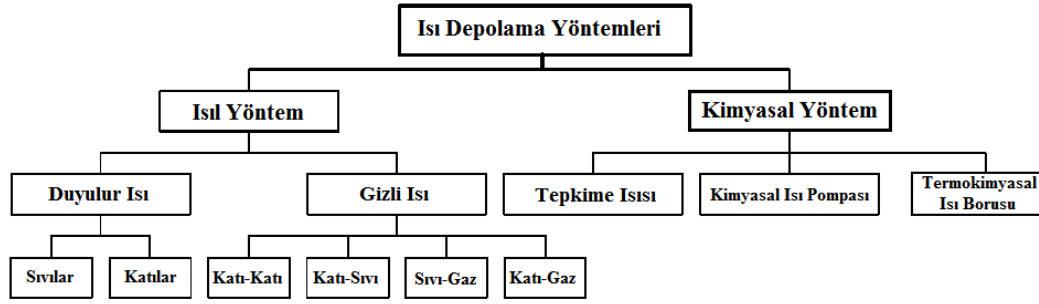 Isı Depolama Yöntemleri
Isıl Yöntem
Kimyasal Yöntem
Duyulur Isı
Gizli Isı
Tepkime Isısı
Kimyasal Isı Pompası
Termokimyasal
Isı Borusu
Sıvılar
Katılar
Katı-Katı
Katı-Sıvı
Sıvı-Gaz
Katı-Gaz